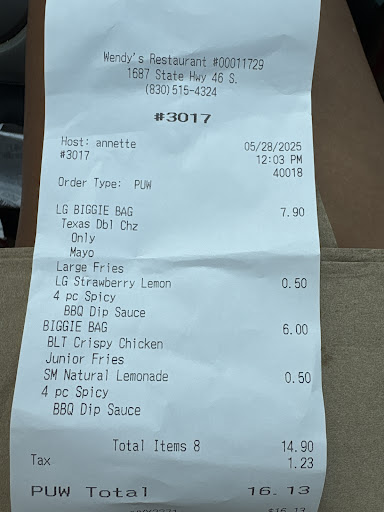 Wendy's Restaurant #00011729
1687 State Hwy 46 S.
(830)515-4324
#3017
Host: annette 05/28/2025
#3017 12:03 PM
40018
Order Type: PUW
LG BIGGIE BAG 7.90
Texas Dbl Chz
Only
Mayo
Large Fries
LG Strawberry Lemon 0.50
4 pc Spicy
BBQ Dip Sauce
BIGGIE BAG 6.00
BLT Crispy Chicken
Junior Fries
SM Natural Lemonade 0.50
4 pc Spicy
BBQ Dip Sauce
Total Items 8 14.90
Tax 1.23
PUW Total 16.13
$16.13